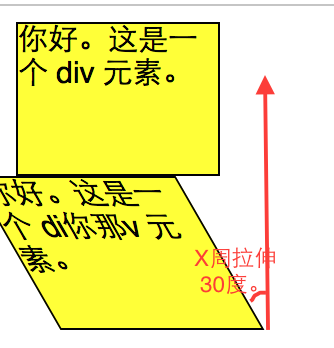 你好。这是一
个 div 元素。
你好。这是一
个 di你那v 元
素。
X周拉伸
30度。